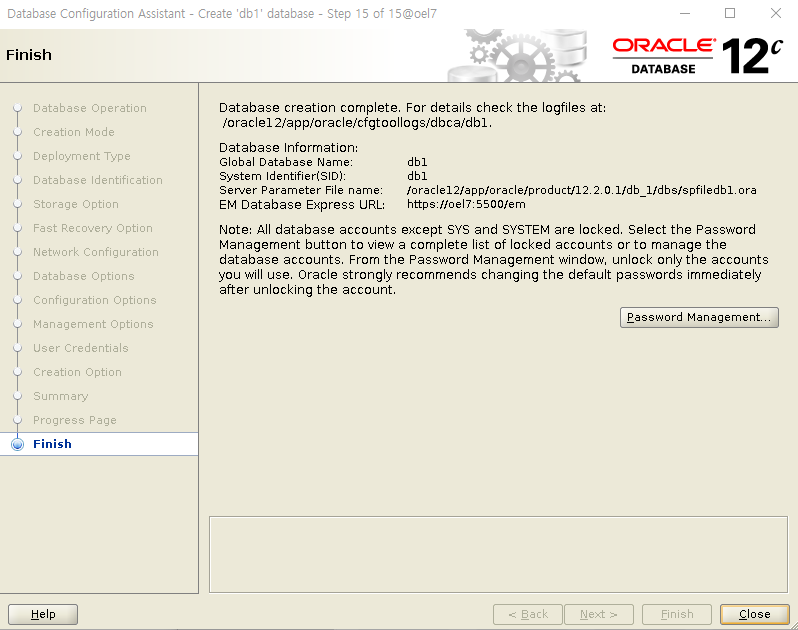 Database Configuration Assistant - Create 'db1' database - Step 15 of 15@oel7
Finish
ORACLE®
DATABASE
12c
Database Operation
Creation Mode
Deployment Type
Database Identification
Storage Option
Fast Recovery Option
Network Configuration
Database Options
Configuration Options
Management Options
User Credentials
Creation Option
Summary
Progress Page
Finish
Database creation complete. For details check the logfiles at:
/oracle12/app/oracle/cfgtoollogs/dbca/db1.
Database Information:
Global Database Name: db1
System Identifier(SID): db1
Server Parameter File name: /oracle12/app/oracle/product/12.2.0.1/db_1/dbs/spfiledb1.ora
EM Database Express URL: https://oel7:5500/em
Note: All database accounts except SYS and SYSTEM are locked. Select the Password
Management button to view a complete list of locked accounts or to manage the
database accounts. From the Password Management window, unlock only the accounts
you will use. Oracle strongly recommends changing the default passwords immediately
after unlocking the account.
Password Management...
Help
< Back
Next >
Finish
Close